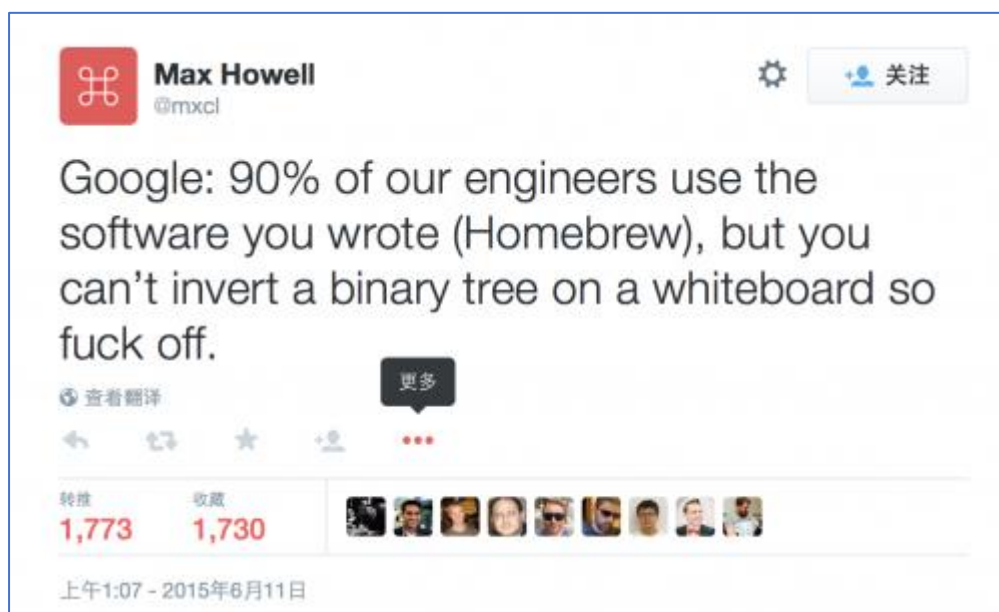 Max Howell
@mxcl
关注
Google: 90% of our engineers use the
software you wrote (Homebrew), but you
can't invert a binary tree on a whiteboard so
fuck off.
更多
查看翻译
转推
收藏
1,773
1,730
上午1:07 - 2015年6月11日